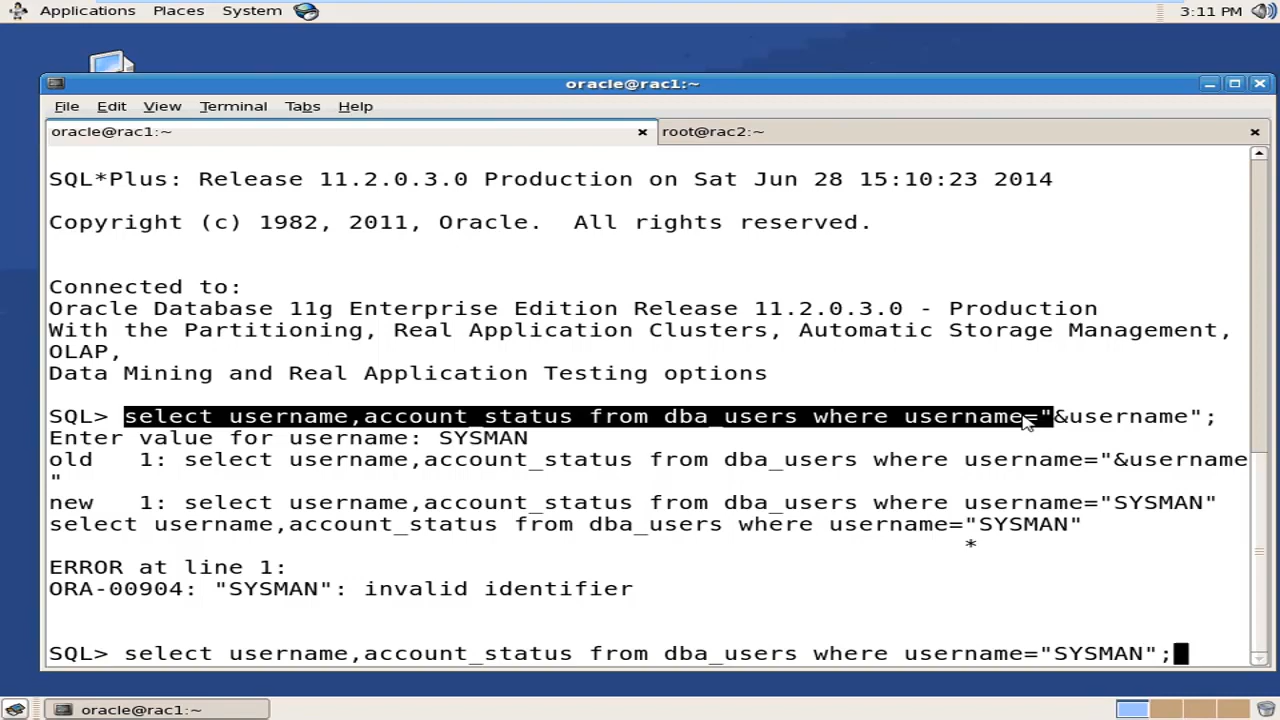 Applications Places System 3:11 PM
oracle@rac1:~
File Edit View Terminal Tabs Help
oracle@rac1:~ root@rac2:~
SQL*Plus: Release 11.2.0.3.0 Production on Sat Jun 28 15:10:23 2014
Copyright (c) 1982, 2011, Oracle.  All rights reserved.
Connected to:
Oracle Database 11g Enterprise Edition Release 11.2.0.3.0 - Production
With the Partitioning, Real Application Clusters, Automatic Storage Management,
OLAP,
Data Mining and Real Application Testing options
SQL> select username,account_status from dba_users where username="&username";
Enter value for username: SYSMAN
old   1: select username,account_status from dba_users where username="&username
"
new   1: select username,account_status from dba_users where username="SYSMAN"
select username,account_status from dba_users where username="SYSMAN"
*
ERROR at line 1:
ORA-00904: "SYSMAN": invalid identifier
SQL> select username,account_status from dba_users where username="SYSMAN";
oracle@rac1:~